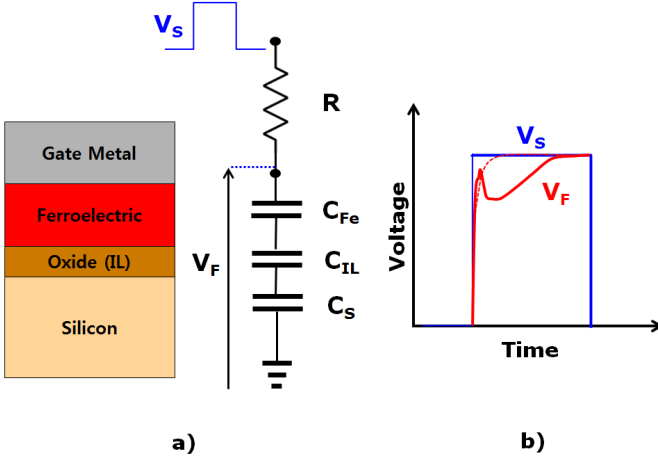 V_S
R
Gate Metal
Ferroelectric
Oxide (IL)
Silicon
V_F
C_Fe
C_IL
C_S
a)
Voltage
V_S
V_F
Time
b)